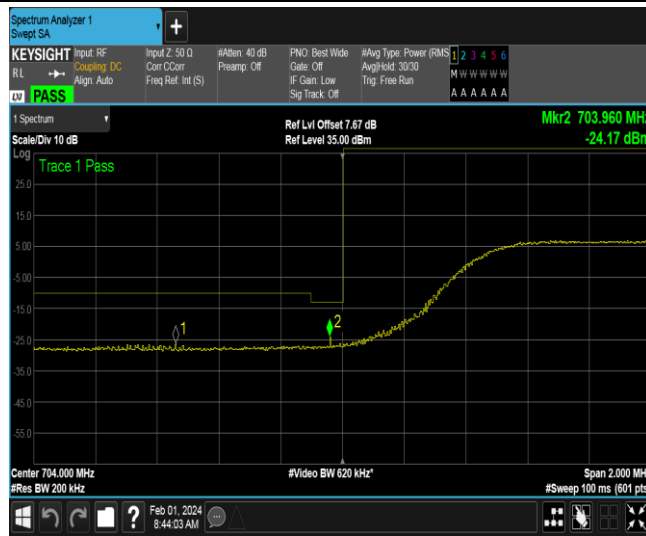 Spectrum Analyzer 1
Swept SA
+
KEYSIGHT
RL
LXI PASS
Input: RF
Coupling: DC
Align: Auto
Input Z: 50 Ω
Corr CCorr
Freq Ref: Int (S)
#Atten: 40 dB
Preamp: Off
PNO: Best Wide
Gate: Off
IF Gain: Low
Sig Track: Off
#Avg Type: Power (RMS
Avg|Hold: 30/30
Trig: Free Run
1 2 3 4 5 6
M W W W W W
A A A A A A
1 Spectrum
Scale/Div 10 dB
Ref Lvl Offset 7.67 dB
Ref Level 35.00 dBm
Mkr2 703.960 MHz
-24.17 dBm
Log
Trace 1 Pass
25.0
15.0
5.00
-5.00
-15.0
-25.0
-35.0
-45.0
-55.0
1
2
Center 704.000 MHz
#Res BW 200 kHz
#Video BW 620 kHz*
Span 2.000 MH
#Sweep 100 ms (601 pts
?
Feb 01, 2024
8:44:03 AM